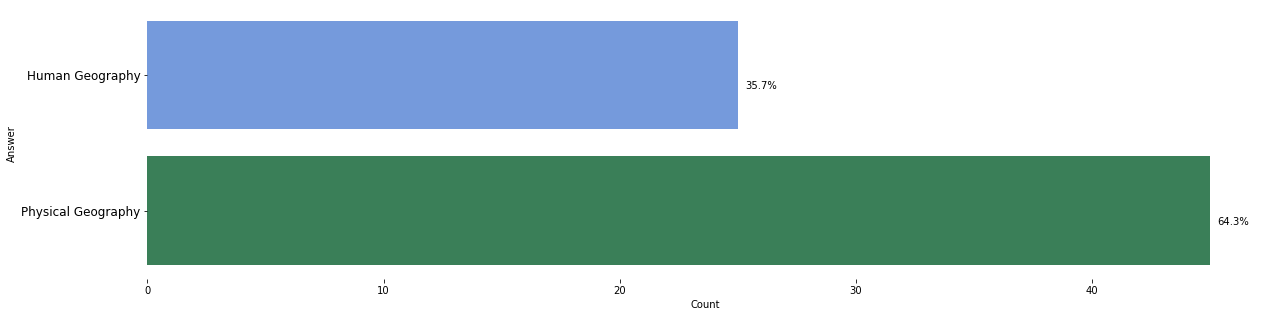 Human Geography
35.7%
Answer
Physical Geography
64.3%
0 10 20 30 40
Count